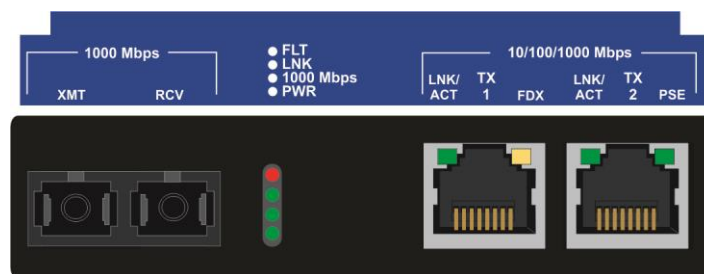 1000 Mbps
XMT RCV
FLT
LNK
1000 Mbps
PWR
10/100/1000 Mbps
LNK/ TX LNK/ TX
ACT 1 FDX ACT 2 PSE